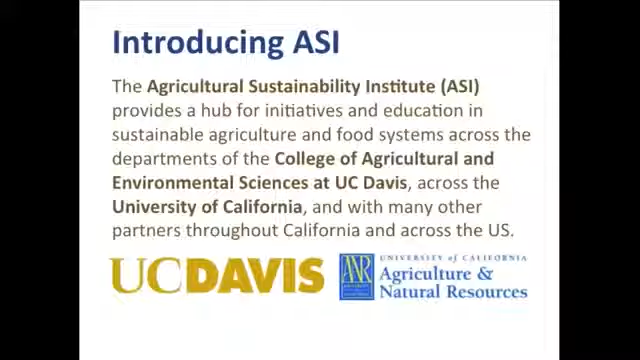 Introducing ASI
The Agricultural Sustainability Institute (ASI)
provides a hub for initiatives and education in
sustainable agriculture and food systems across the
departments of the College of Agricultural and
Environmental Sciences at UC Davis, across the
University of California, and with many other
partners throughout California and across the US.
UCDAVIS
ANR
UNIVERSITY of CALIFORNIA
Agriculture &
Natural Resources